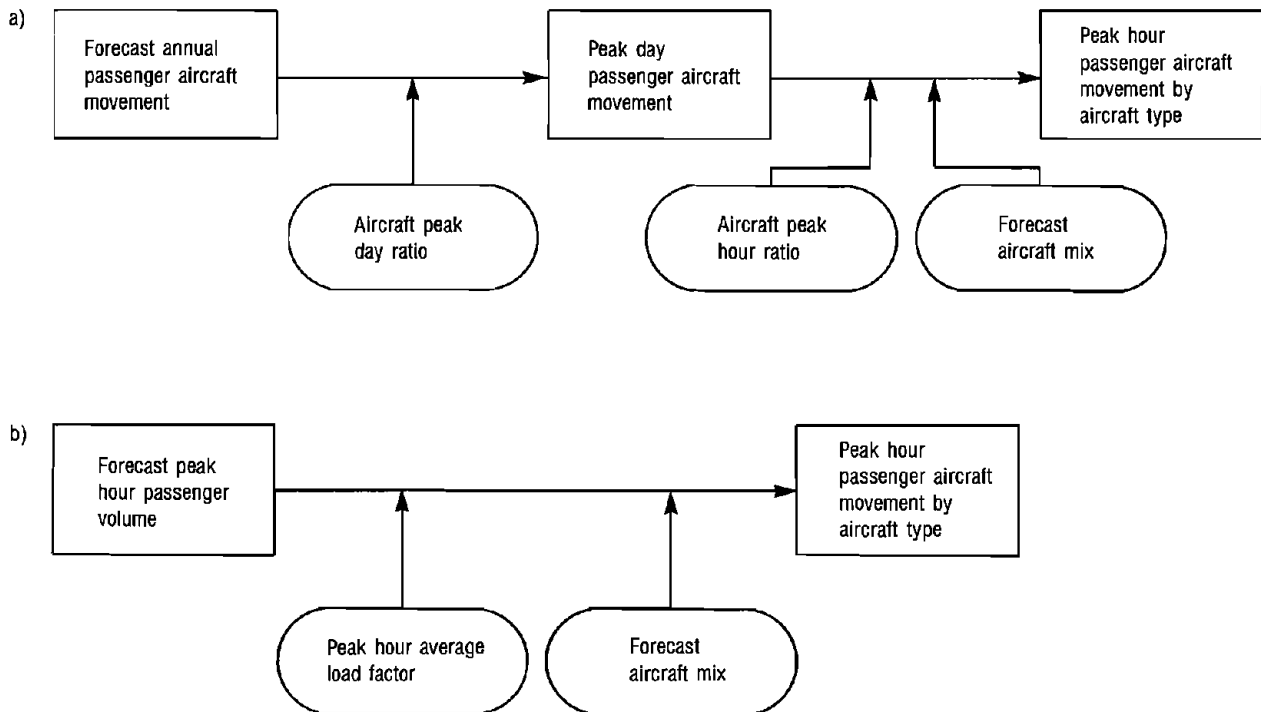 a)
Forecast annual
passenger aircraft
movement
Peak day
passenger aircraft
movement
Peak hour
passenger aircraft
movement by
aircraft type
Aircraft peak
day ratio
Aircraft peak
hour ratio
Forecast
aircraft mix
b)
Forecast peak
hour passenger
volume
Peak hour
passenger aircraft
movement by
aircraft type
Peak hour average
load factor
Forecast
aircraft mix